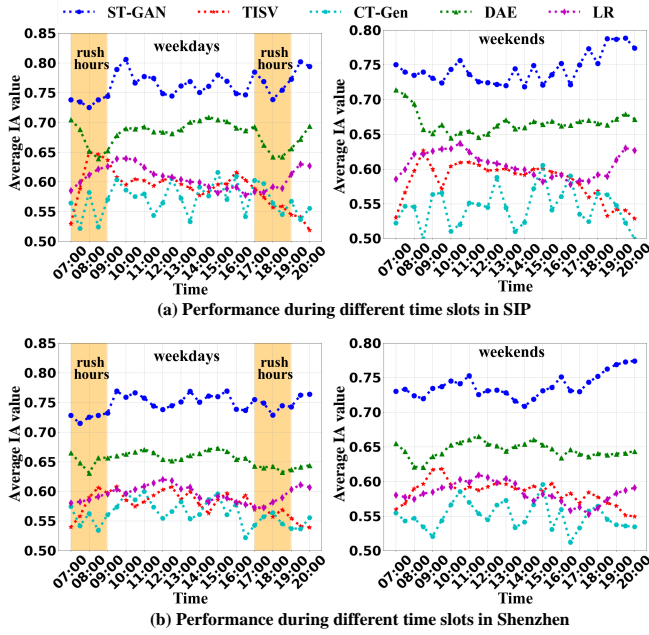 ST-GAN TISV CT-Gen DAE LR
0.85
0.80
0.75
0.70
0.65
0.60
0.55
0.50
Average IA value
rush
hours
weekdays
rush
hours
07:00 08:00 09:00 10:00 12:00 13:00 14:00 15:00 16:00 17:00 18:00 19:00 20:00
Time
0.80
0.75
0.70
0.65
0.60
0.55
0.50
Average IA value
weekends
07:00 08:00 09:00 10:00 12:00 13:00 14:00 15:00 16:00 17:00 18:00 19:00 20:00
Time
(a) Performance during different time slots in SIP
0.85
0.80
0.75
0.70
0.65
0.60
0.55
0.50
Average IA value
rush
hours
weekdays
rush
hours
07:00 08:00 09:00 10:00 12:00 13:00 14:00 15:00 16:00 17:00 18:00 19:00 20:00
Time
0.80
0.75
0.70
0.65
0.60
0.55
0.50
Average IA value
weekends
07:00 08:00 09:00 10:00 12:00 13:00 14:00 15:00 16:00 17:00 18:00 19:00 20:00
Time
(b) Performance during different time slots in Shenzhen